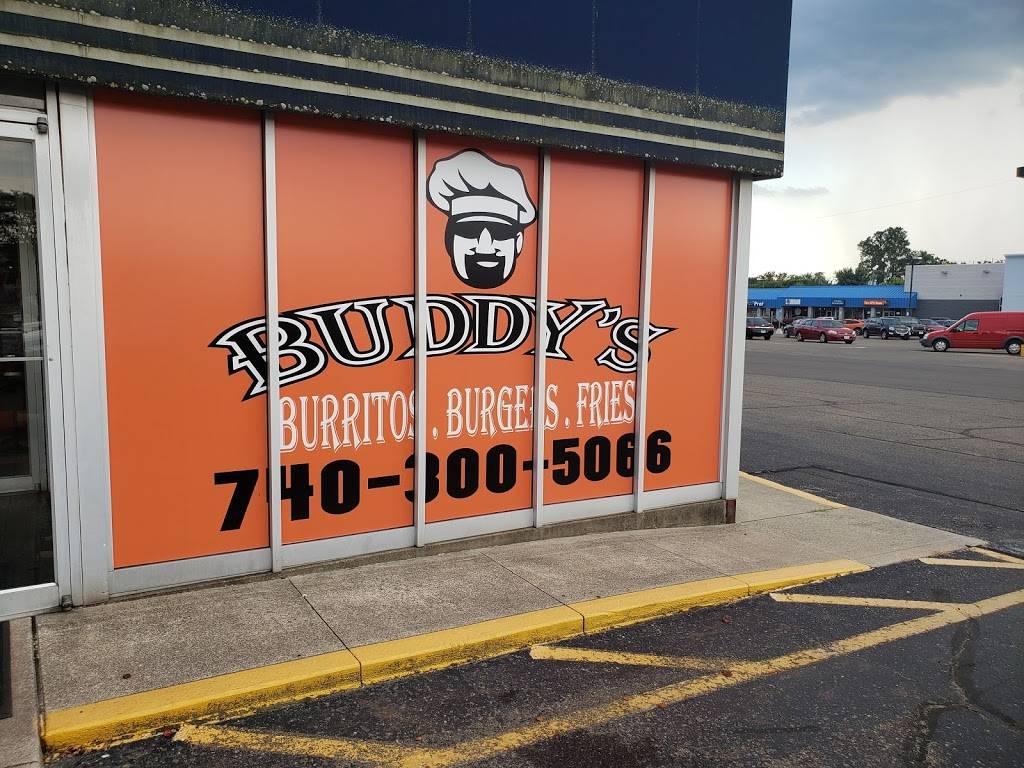 BUDDY'S
BURRITOS . BURGERS . FRIES
740-300-5066